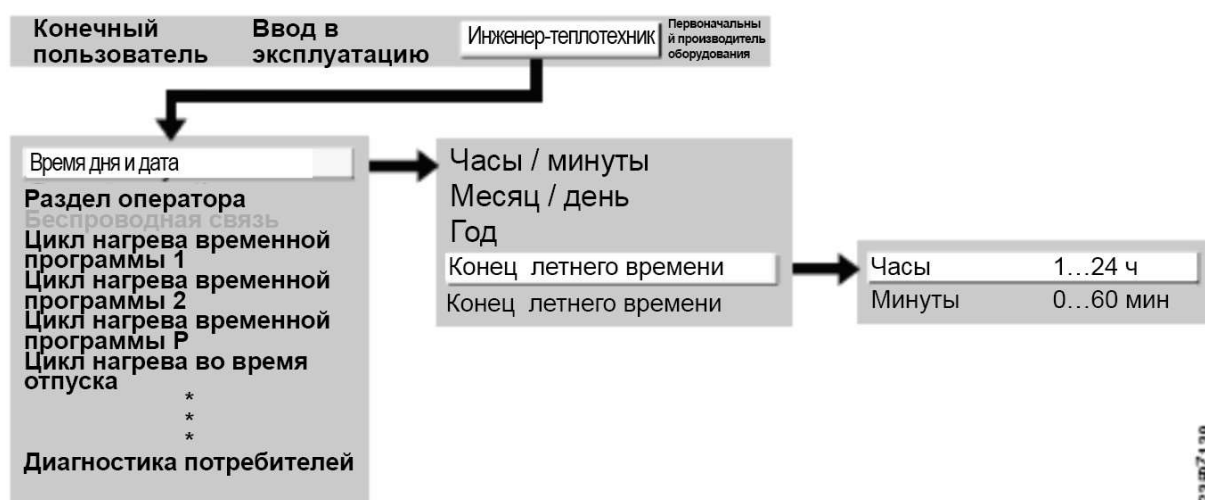 Конечный
пользователь
Ввод в
эксплуатацию
Инженер-теплотехник
Первоначальны
й производитель
оборудования
Время дня и дата
Раздел оператора
Беспроводная связь
Цикл нагрева временной
программы 1
Цикл нагрева временной
программы 2
Цикл нагрева временной
программы Р
Цикл нагрева во время
отпуска
*
*
*
Диагностика потребителей
Часы / минуты
Месяц / день
Год
Конец летнего времени
Конец летнего времени
Часы 1…24 ч
Минуты 0…60 мин